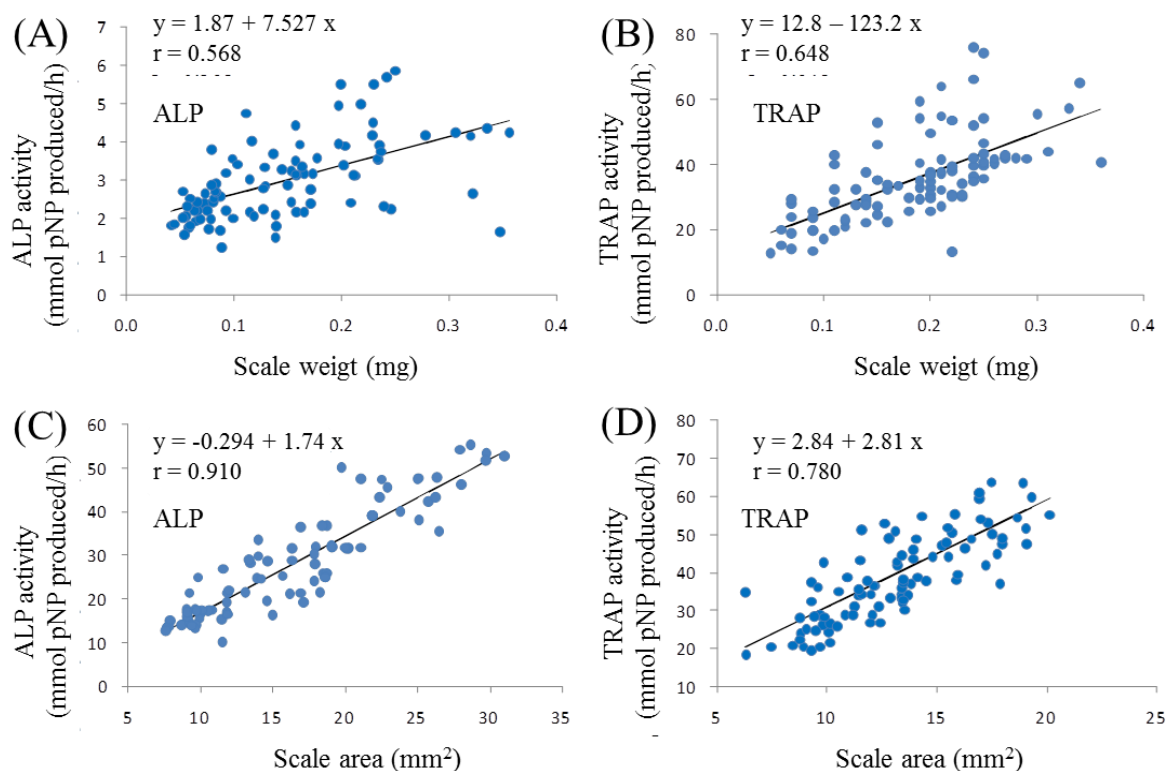 (A)
y = 1.87 + 7.527 x
r = 0.568
ALP
ALP activity
(mmol pNP produced/h)
7
6
5
4
3
2
1
0
0.0 0.1 0.2 0.3 0.4
Scale weigt (mg)
(B)
y = 12.8 – 123.2 x
r = 0.648
TRAP
TRAP activity
(mmol pNP produced/h)
80
60
40
20
0
0.0 0.1 0.2 0.3 0.4
Scale weigt (mg)
(C)
y = -0.294 + 1.74 x
r = 0.910
ALP
ALP activity
(mmol pNP produced/h)
60
50
40
30
20
10
0
5 10 15 20 25 30 35
Scale area (mm²)
(D)
y = 2.84 + 2.81 x
r = 0.780
TRAP
TRAP activity
(mmol pNP produced/h)
80
70
60
50
40
30
20
10
5 10 15 20 25
Scale area (mm²)